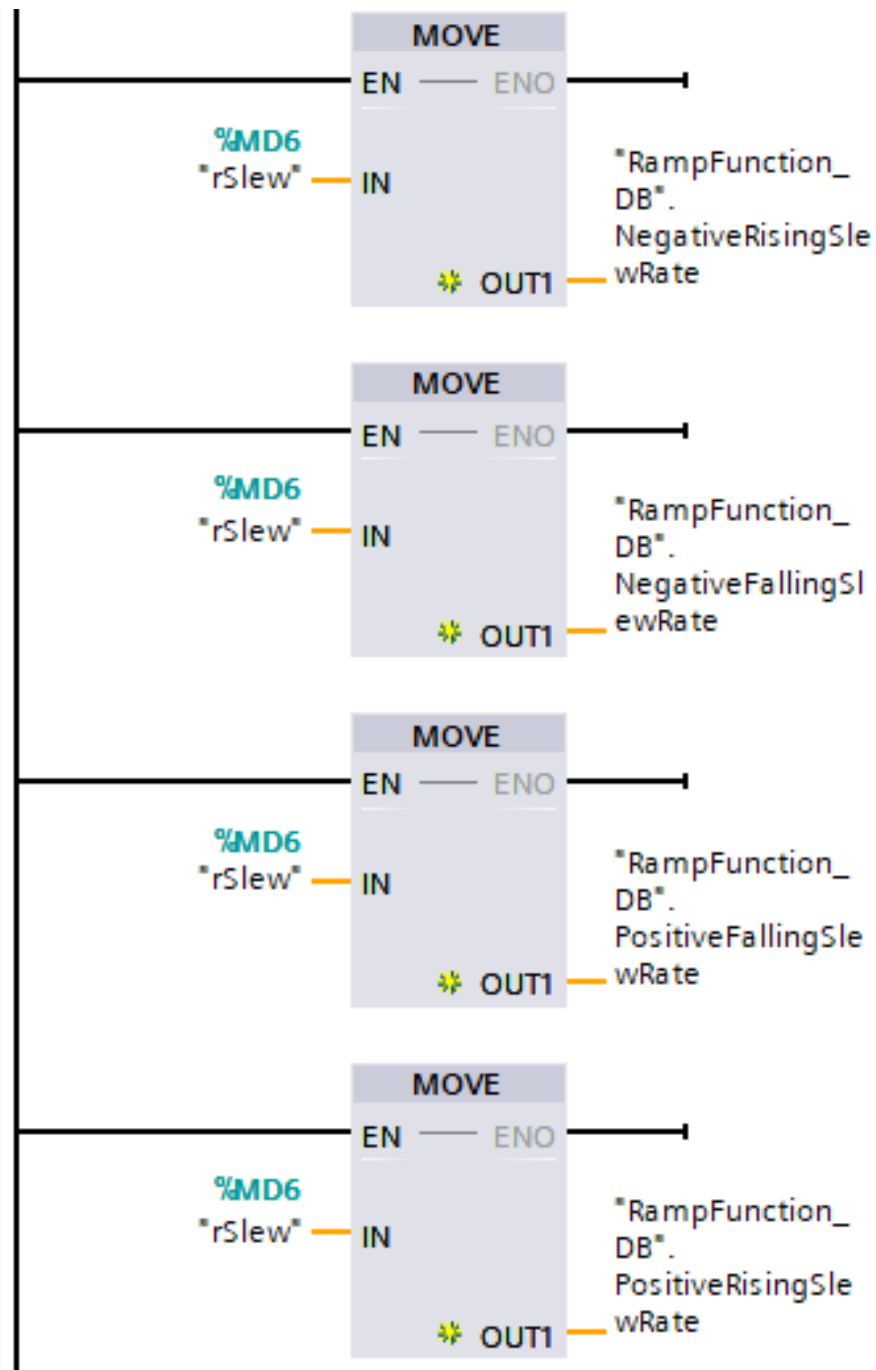 MOVE
EN ENO
%MD6
"rSlew" IN
"RampFunction_
DB".
NegativeRisingSle
wRate
OUT1
MOVE
EN ENO
%MD6
"rSlew" IN
"RampFunction_
DB".
NegativeFallingSl
ewRate
OUT1
MOVE
EN ENO
%MD6
"rSlew" IN
"RampFunction_
DB".
PositiveFallingSle
wRate
OUT1
MOVE
EN ENO
%MD6
"rSlew" IN
"RampFunction_
DB".
PositiveRisingSle
wRate
OUT1